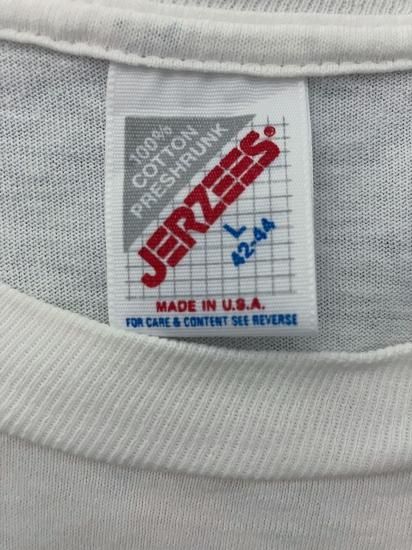 100%
COTTON
PRESHRUNK
JERZEES®
L
42-44
MADE IN U.S.A.
FOR CARE & CONTENT SEE REVERSE